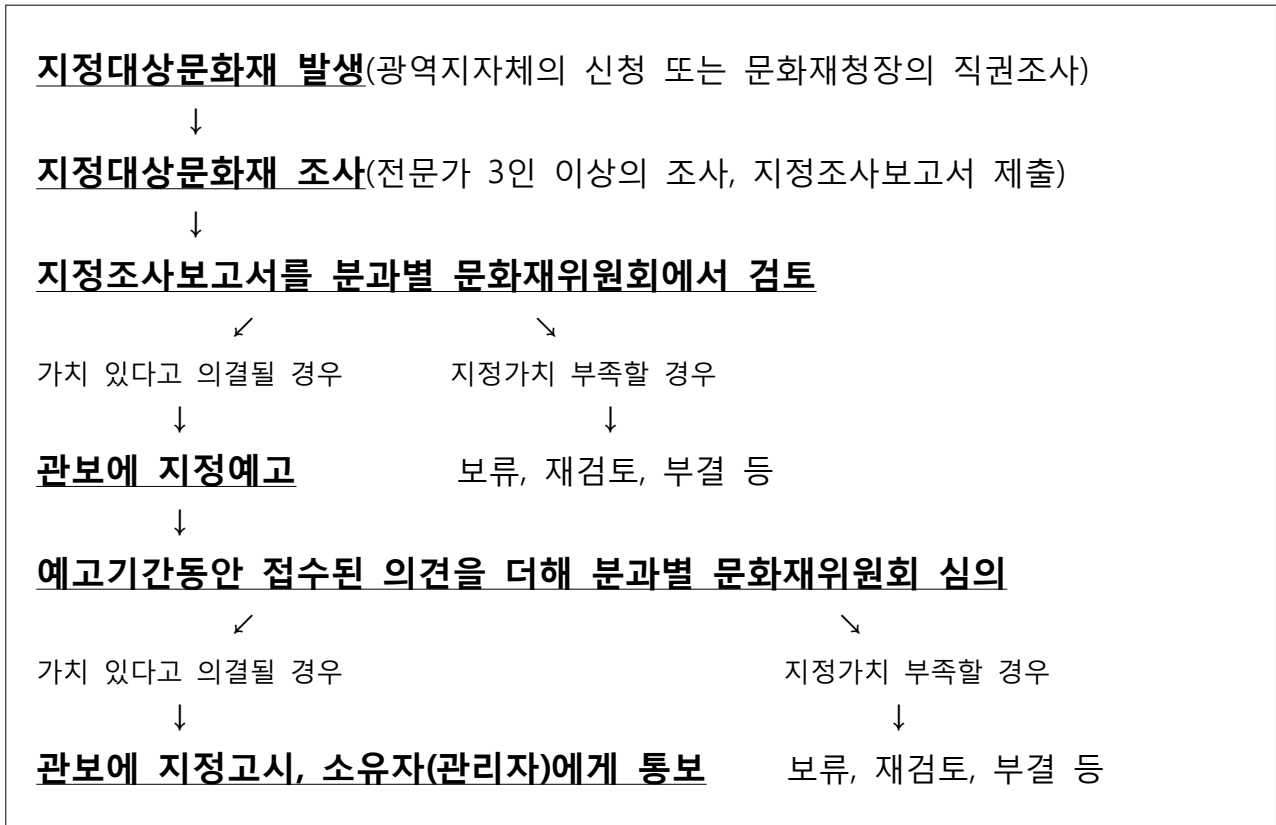 지정대상문화재 발생(광역지자체의 신청 또는 문화재청장의 직권조사)
↓
지정대상문화재 조사(전문가 3인 이상의 조사, 지정조사보고서 제출)
↓
지정조사보고서를 분과별 문화재위원회에서 검토
↙ ↘
가치 있다고 의결될 경우 지정가치 부족할 경우
↓ ↓
관보에 지정예고 보류, 재검토, 부결 등
↓
예고기간동안 접수된 의견을 더해 분과별 문화재위원회 심의
↙ ↘
가치 있다고 의결될 경우 지정가치 부족할 경우
↓ ↓
관보에 지정고시, 소유자(관리자)에게 통보 보류, 재검토, 부결 등